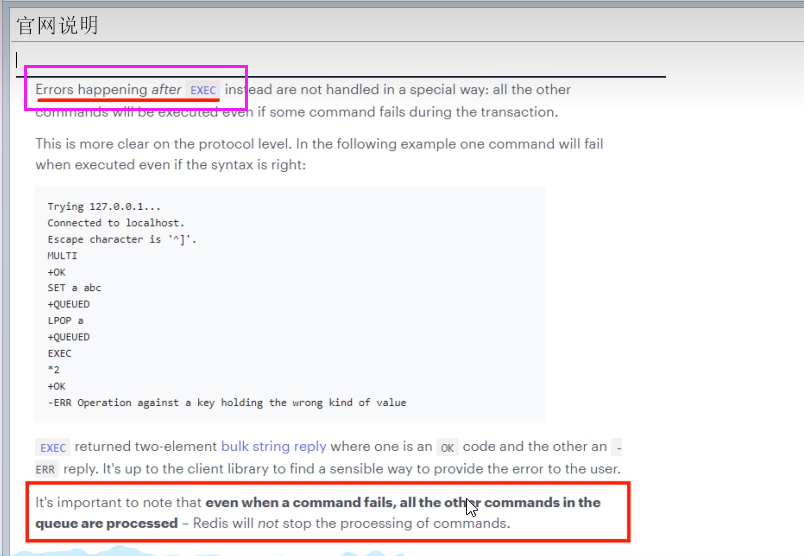 官网说明
Errors happening after EXEC instead are not handled in a special way: all the other
commands will be executed even if some command fails during the transaction.
This is more clear on the protocol level. In the following example one command will fail
when executed even if the syntax is right:
Trying 127.0.0.1...
Connected to localhost.
Escape character is '^]'.
MULTI
+OK
SET a abc
+QUEUED
LPOP a
+QUEUED
EXEC
*2
+OK
-ERR Operation against a key holding the wrong kind of value
EXEC returned two-element bulk string reply where one is an OK code and the other an -
ERR reply. It's up to the client library to find a sensible way to provide the error to the user.
It's important to note that even when a command fails, all the other commands in the
queue are processed – Redis will not stop the processing of commands.